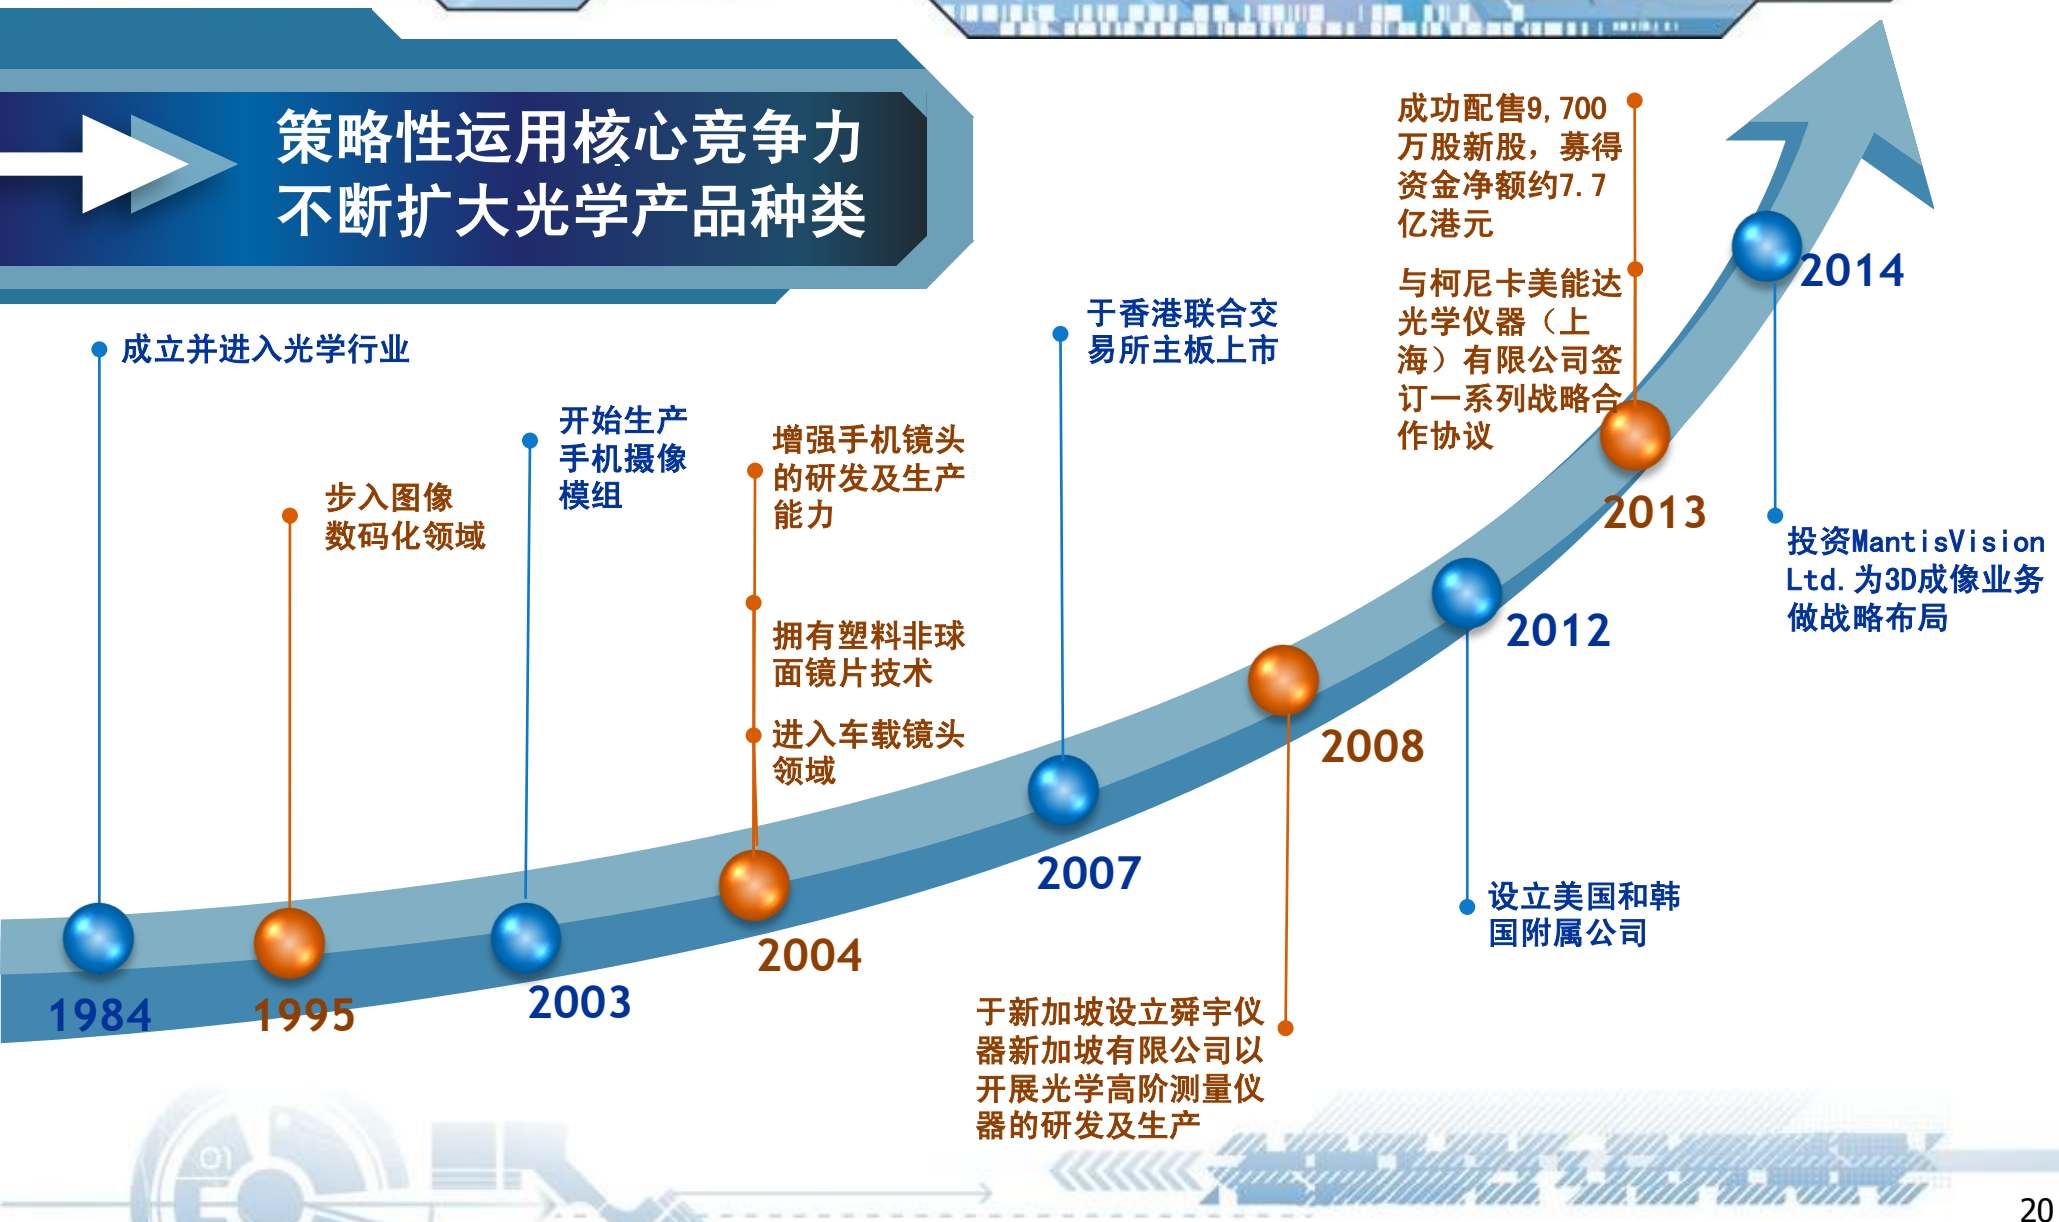 策略性运用核心竞争力
不断扩大光学产品种类
成立并进入光学行业
1984
步入图像
数码化领域
1995
开始生产
手机摄像
模组
2003
增强手机镜头
的研发及生产
能力
拥有塑料非球
面镜片技术
进入车载镜头
领域
2004
于香港联合交
易所主板上市
2007
于新加坡设立舜宇仪
器新加坡有限公司以
开展光学高阶测量仪
器的研发及生产
2008
设立美国和韩
国附属公司
2012
成功配售9,700
万股新股，募得
资金净额约7.7
亿港元
与柯尼卡美能达
光学仪器（上
海）有限公司签
订一系列战略合
作协议
2013
投资MantisVision
Ltd.为3D成像业务
做战略布局
2014
01
20